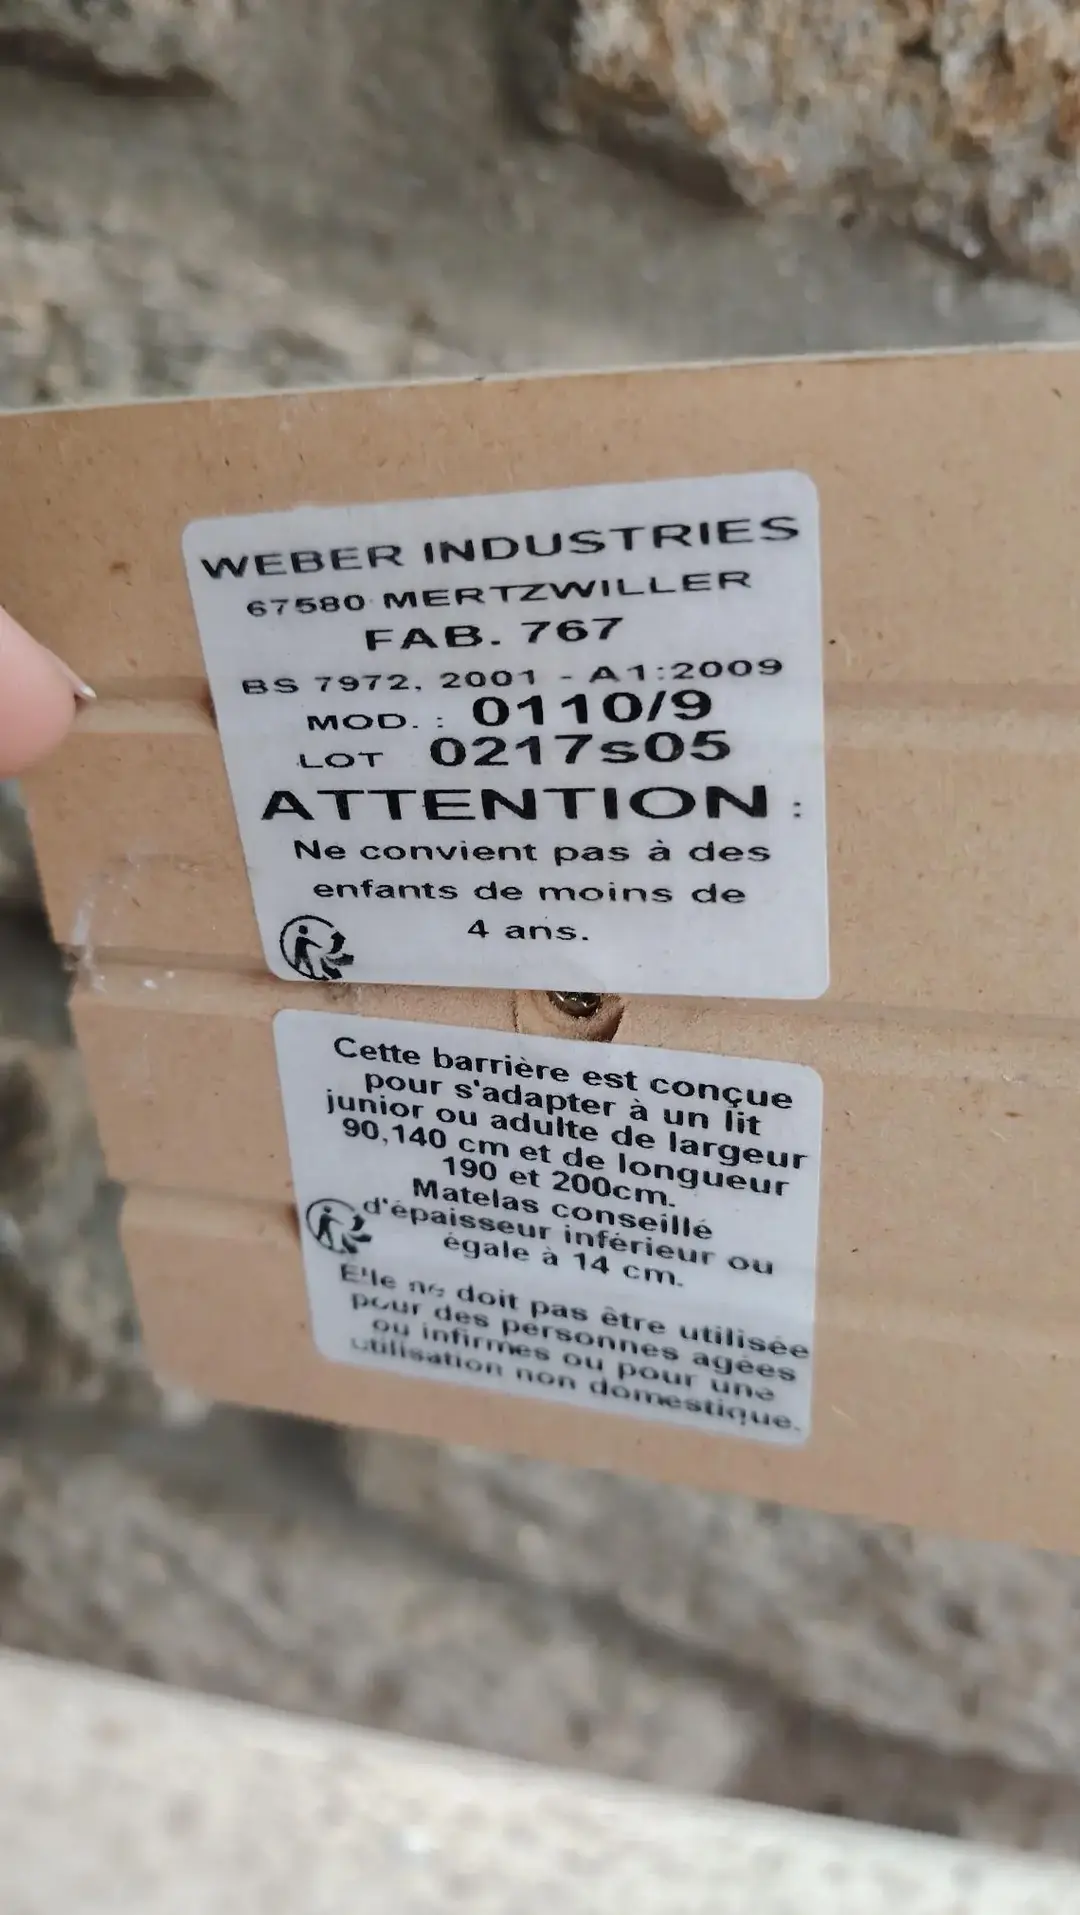 WEBER INDUSTRIES
67580 MERTZWILLER
FAB. 767
BS 7972, 2001 - A1:2009
MOD. : 0110/9
LOT 0217s05
ATTENTION :
Ne convient pas à des
enfants de moins de
4 ans.
Cette barrière est conçue
pour s'adapter à un lit
junior ou adulte de largeur
90,140 cm et de longueur
190 et 200cm.
Matelas conseillé
d'épaisseur inférieur ou
égale à 14 cm.
Elle ne doit pas être utilisée
pour des personnes agées
ou infirmes ou pour une
utilisation non domestique.